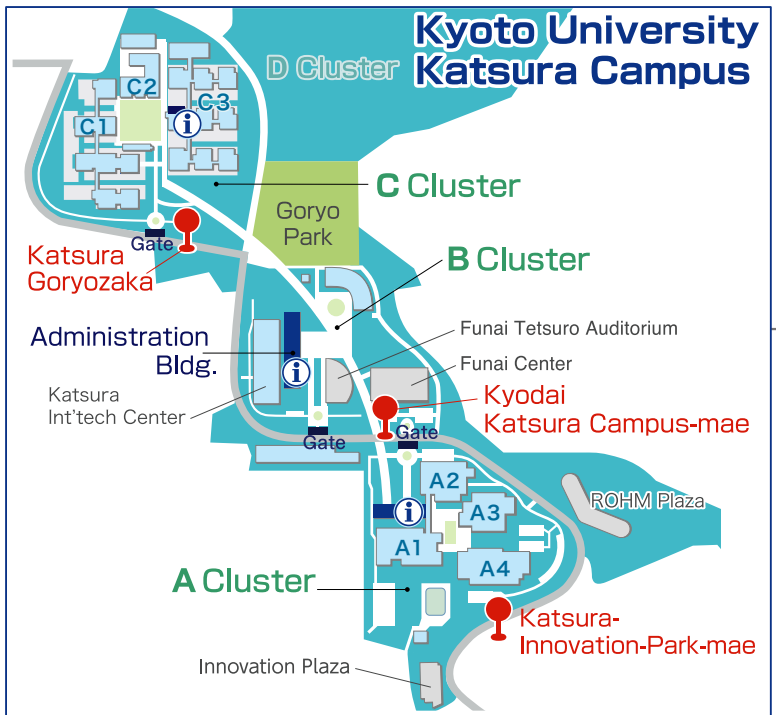 Kyoto University
Katsura Campus
D Cluster
C2
C3
C1
i
C Cluster
Goryo
Park
Gate
Katsura
Goryozaka
B Cluster
Administration
Bldg.
Funai Tetsuro Auditorium
Funai Center
i
Katsura
Int'tech Center
Kyodai
Katsura Campus-mae
Gate
Gate
A2
ROHM Plaza
A3
i
A1
A4
A Cluster
Katsura-
Innovation-Park-mae
Innovation Plaza